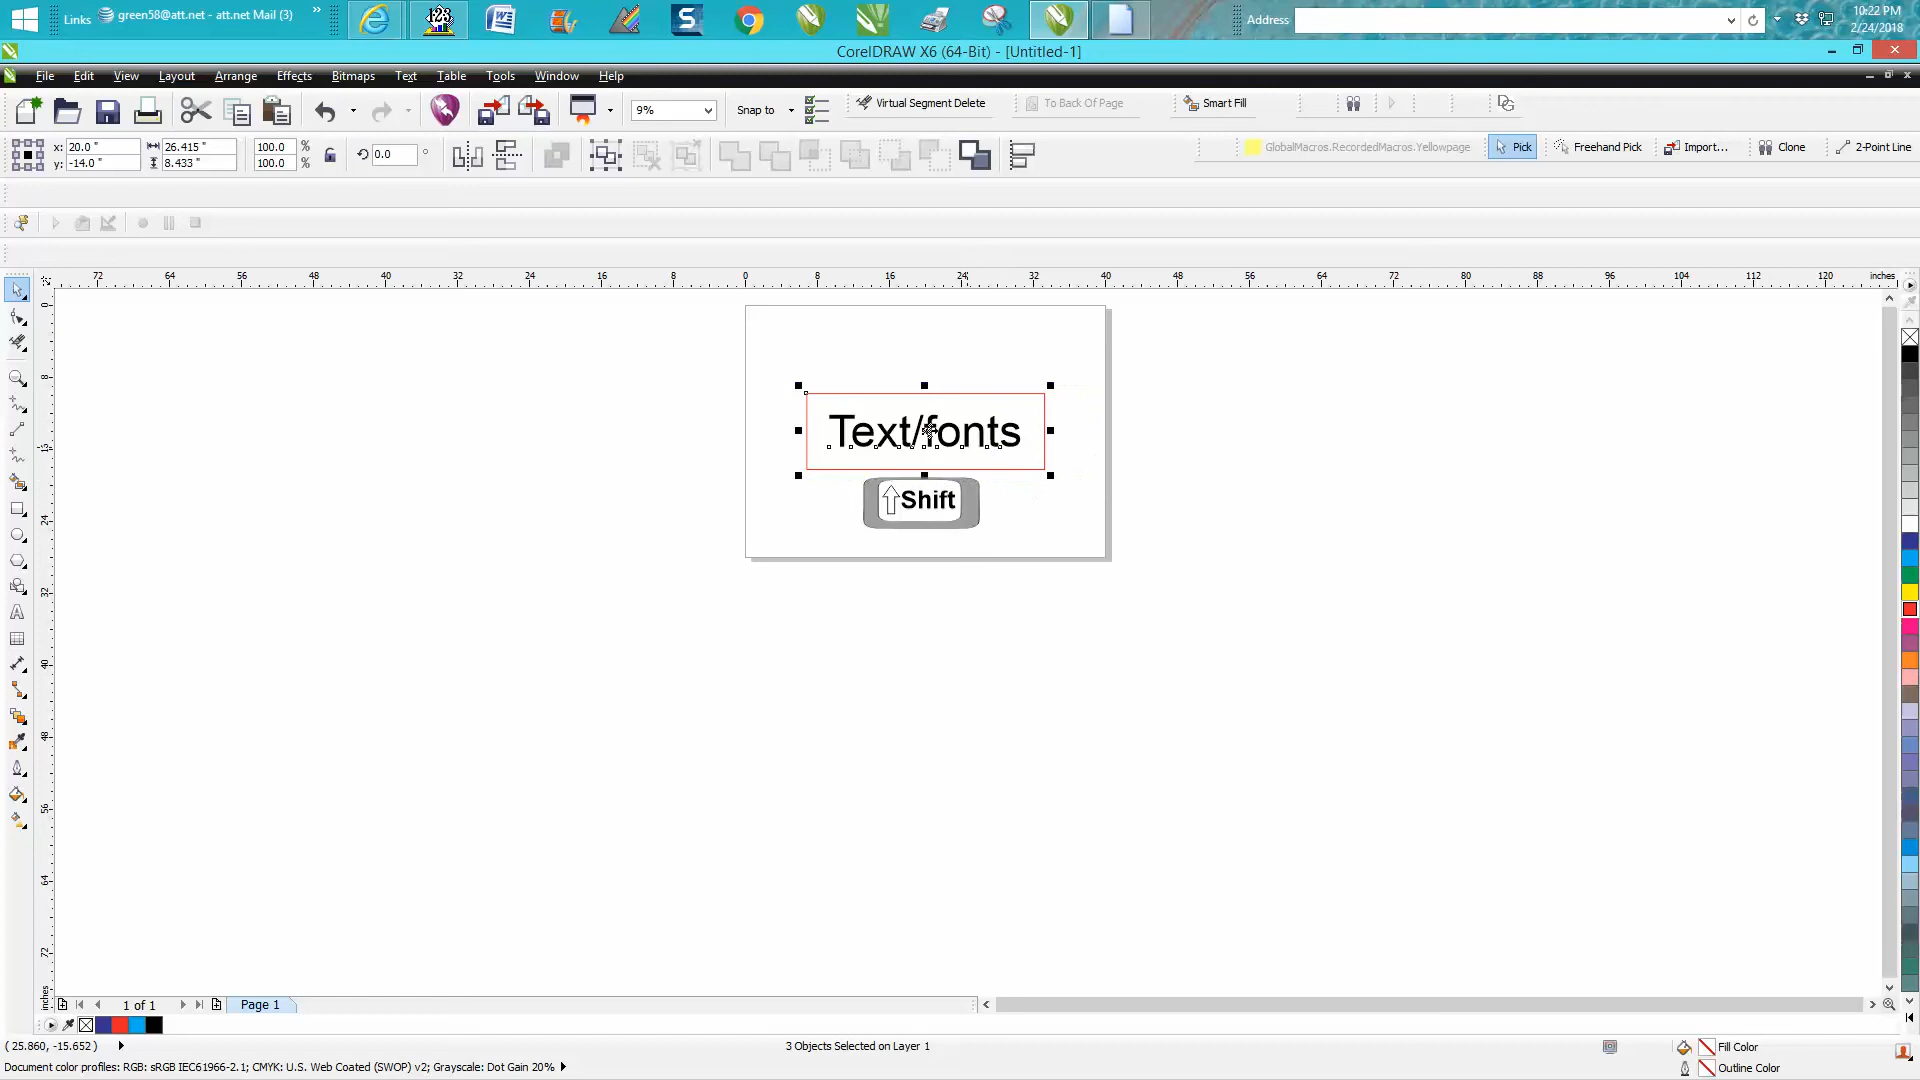 Links green58@att.net - att.net Mail (3) »
Address
10:22 PM
2/24/2018
CorelDRAW X6 (64-Bit) - [Untitled-1]
File Edit View Layout Arrange Effects Bitmaps Text Table Tools Window Help
9% Snap to Virtual Segment Delete To Back Of Page Smart Fill
x: 20.0 " 26.415 " 100.0 % 0.0 °
y: -14.0 " 8.433 " 100.0 %
GlobalMacros.RecordedMacros.Yellowpage Pick Freehand Pick Import... Clone 2-Point Line
72 64 56 48 40 32 24 16 8 0 8 16 24 32 40 48 56 64 72 80 88 96 104 112 120 inches
Text/fonts
Shift
1 of 1 Page 1
( 25.860, -15.652 ) 3 Objects Selected on Layer 1 Fill Color
Document color profiles: RGB: sRGB IEC61966-2.1; CMYK: U.S. Web Coated (SWOP) v2; Grayscale: Dot Gain 20% Outline Color